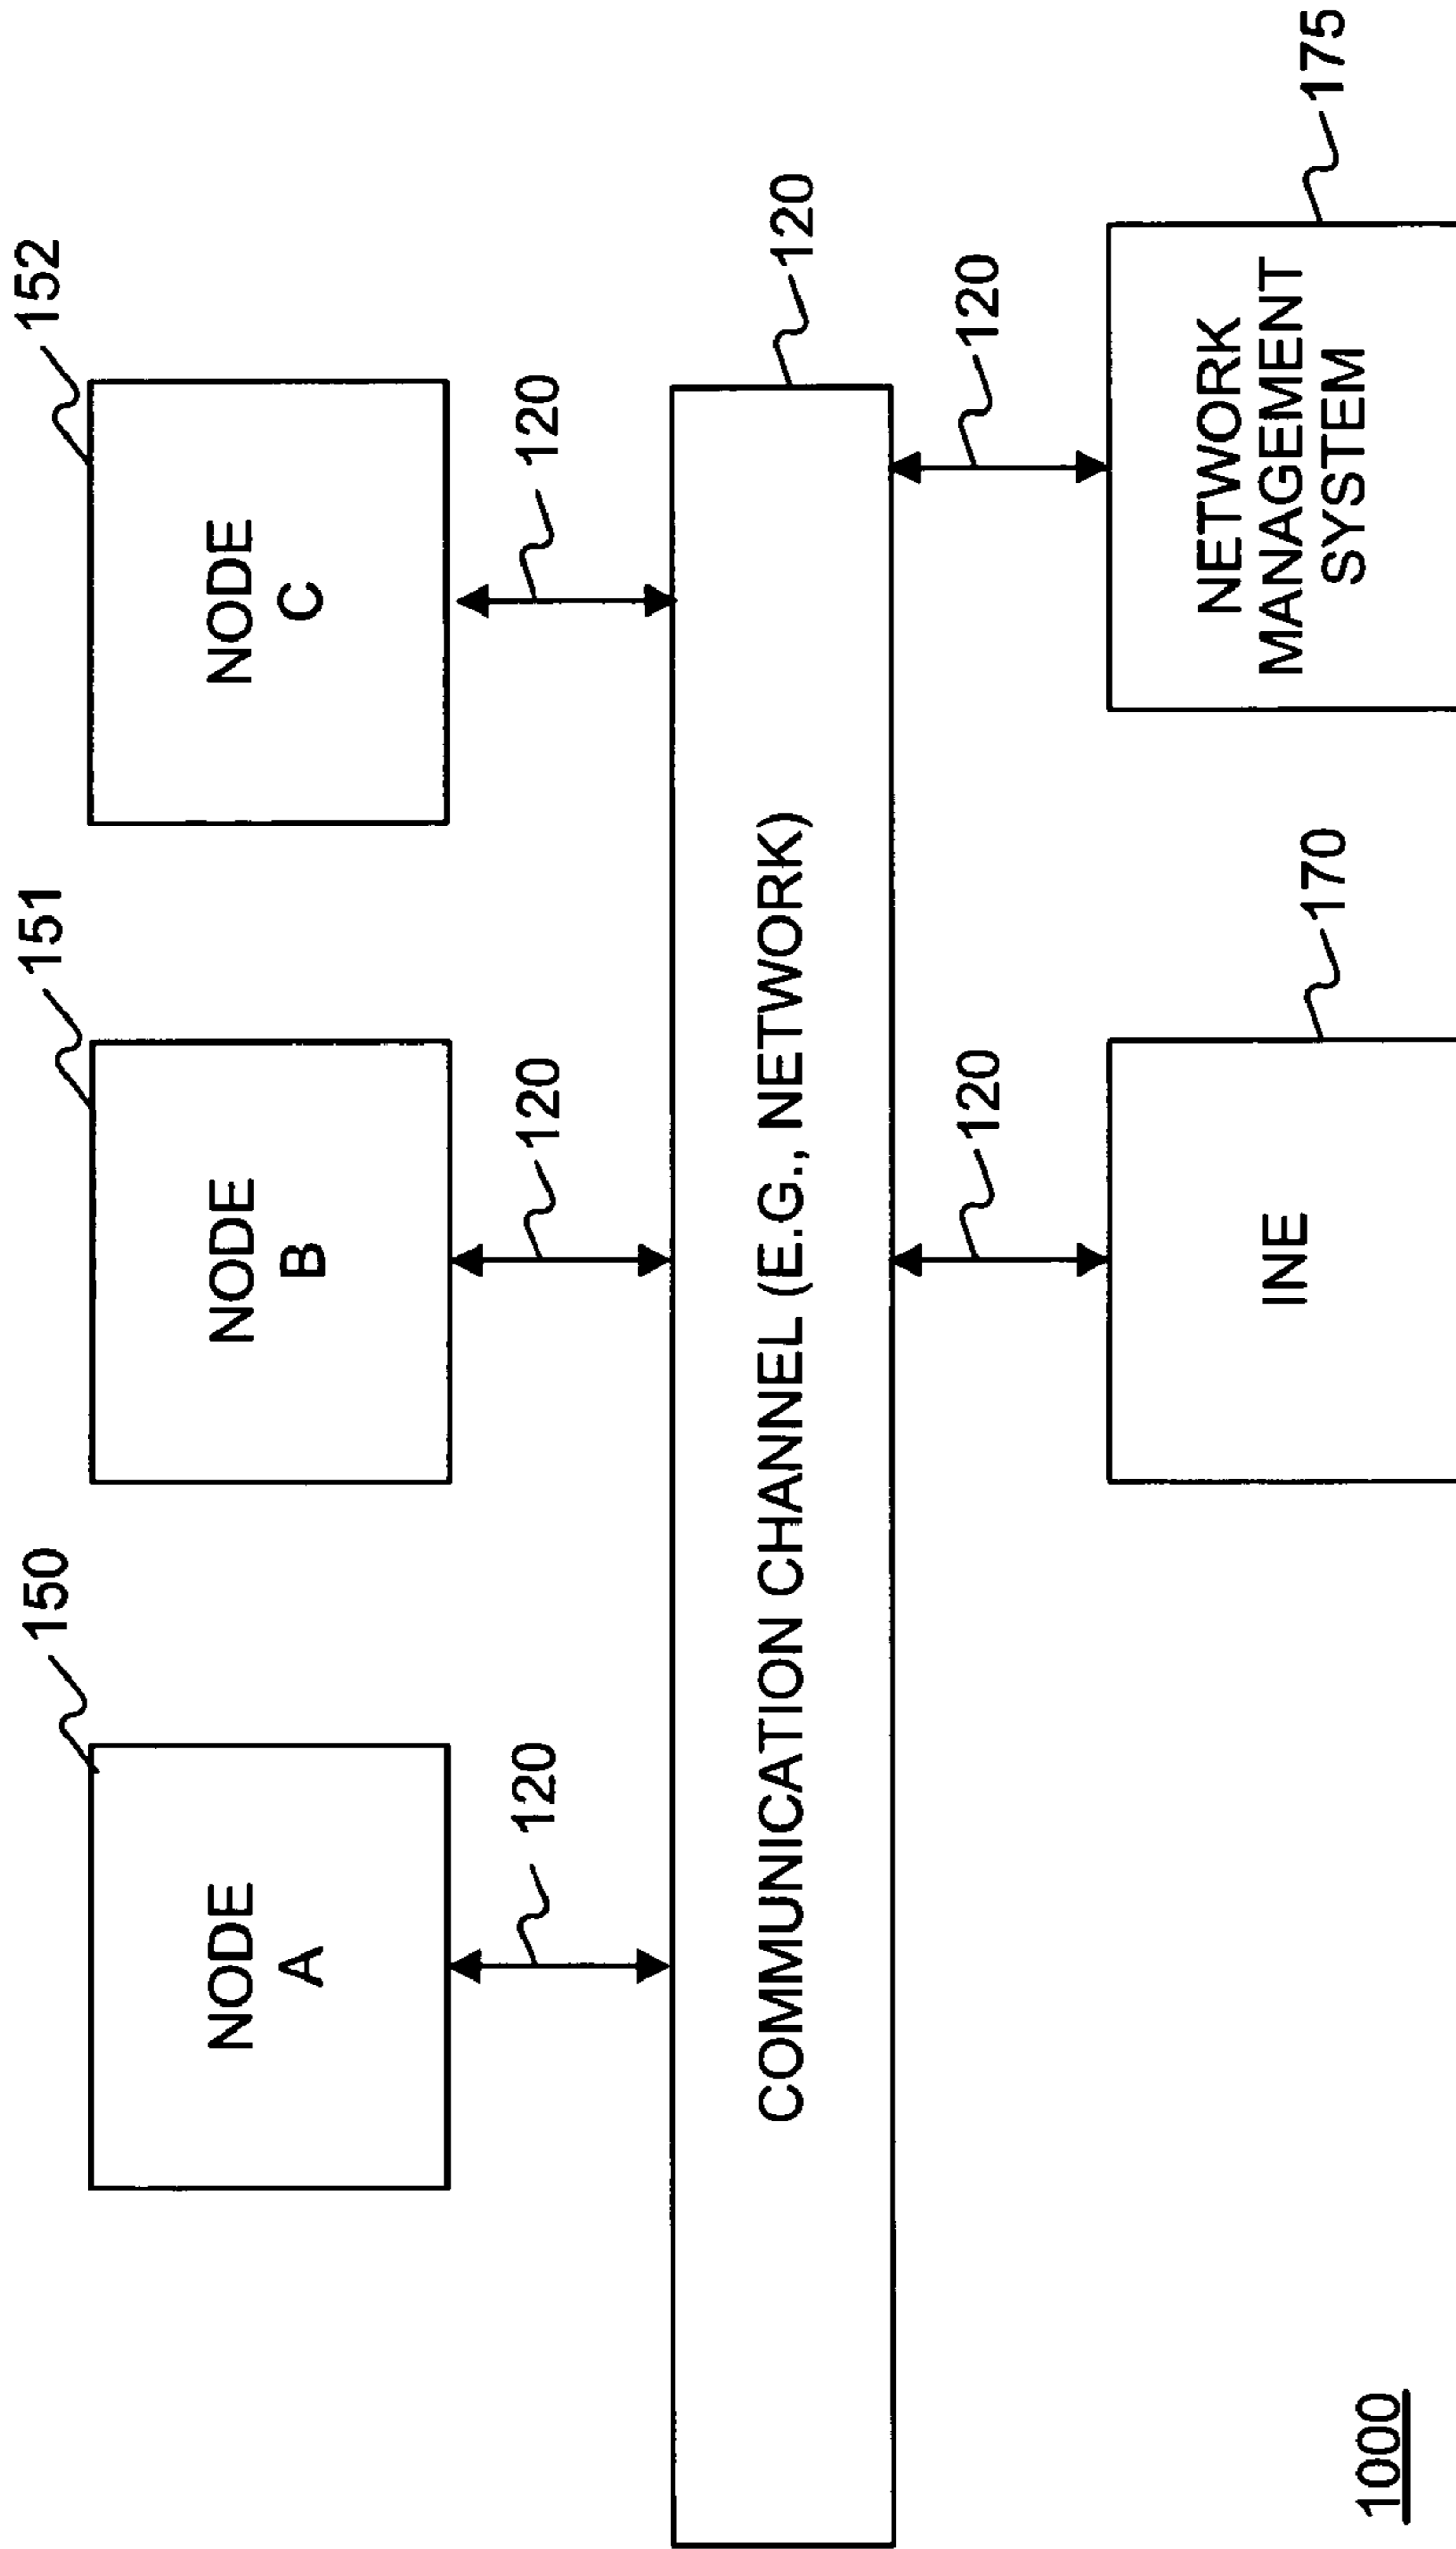 150
151
152
NODE
A
NODE
B
NODE
C
120
120
120
COMMUNICATION CHANNEL (E.G., NETWORK)
120
120
120
INE
NETWORK
MANAGEMENT
SYSTEM
170
175
1000